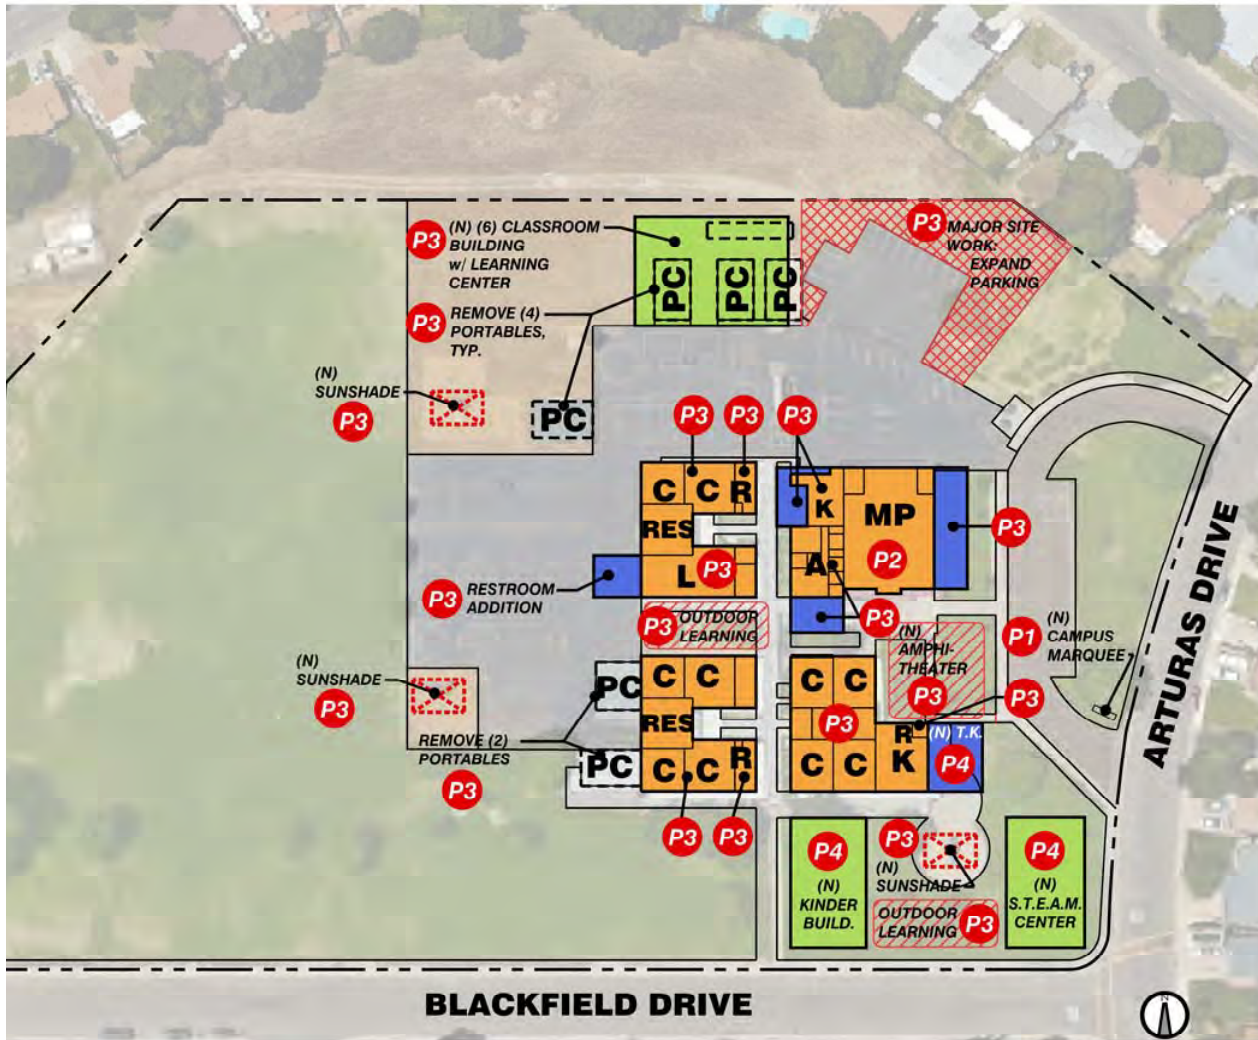 P3
(N) (6) CLASSROOM
BUILDING
w/ LEARNING
CENTER
P3
REMOVE (4)
PORTABLES,
TYP.
PC
PC
PC
P3
MAJOR SITE
WORK:
EXPAND
PARKING
(N)
SUNSHADE
P3
PC
P3
P3
P3
C
C
R
RES
L
P3
K
MP
P2
A
P3
P3
RESTROOM
ADDITION
P3
OUTDOOR
LEARNING
P3
(N)
AMPHI-
THEATER
P3
P1
(N)
CAMPUS
MARQUEE
P3
ARTURAS DRIVE
(N)
SUNSHADE
P3
PC
REMOVE (2)
PORTABLES
P3
PC
C
C
RES
C
C
R
P3
P3
C
C
P3
C
C
R
K
(N) T.K.
P4
P4
(N)
KINDER
BUILD.
P3
(N)
SUNSHADE
OUTDOOR
LEARNING
P3
P4
(N)
S.T.E.A.M.
CENTER
BLACKFIELD DRIVE
N